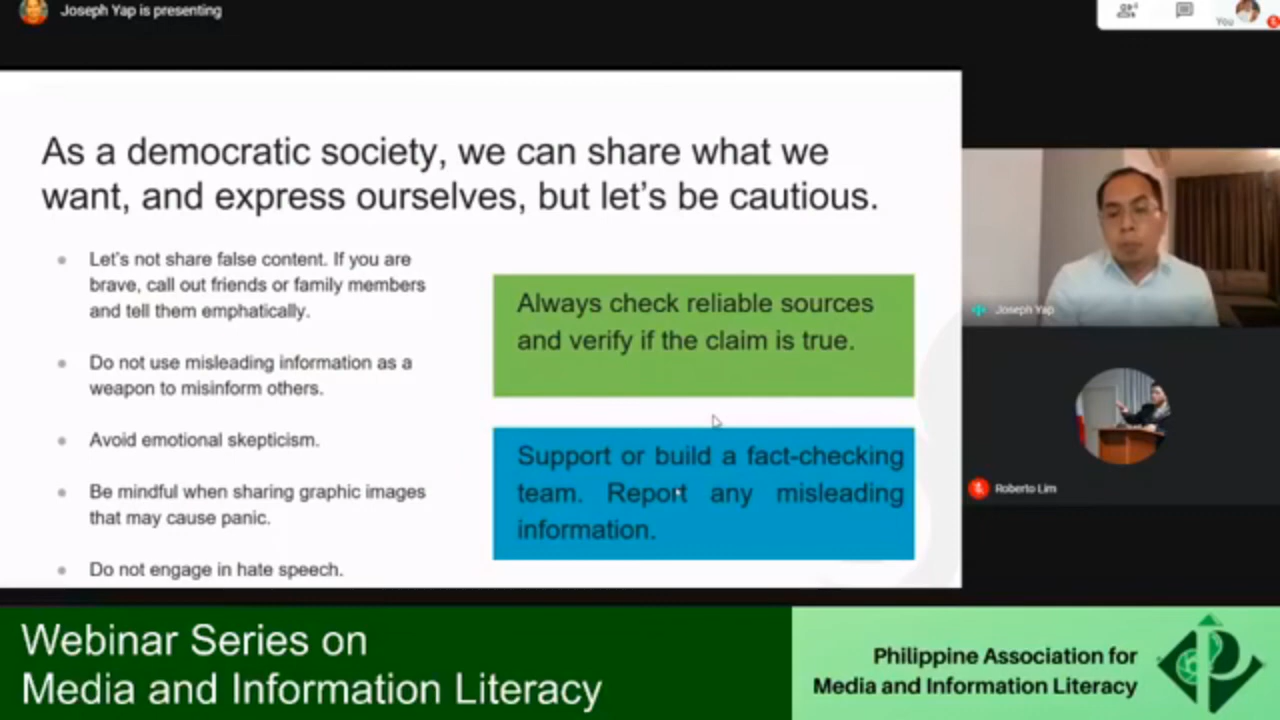 Joseph Yap is presenting
You
As a democratic society, we can share what we
want, and express ourselves, but let's be cautious.
Let's not share false content. If you are
brave, call out friends or family members
and tell them emphatically.
Do not use misleading information as a
weapon to misinform others.
Avoid emotional skepticism.
Be mindful when sharing graphic images
that may cause panic.
Do not engage in hate speech.
Always check reliable sources
and verify if the claim is true.
Support or build a fact-checking
team. Report any misleading
information.
Joseph Yap
Roberto Lim
Webinar Series on
Media and Information Literacy
Philippine Association for
Media and Information Literacy